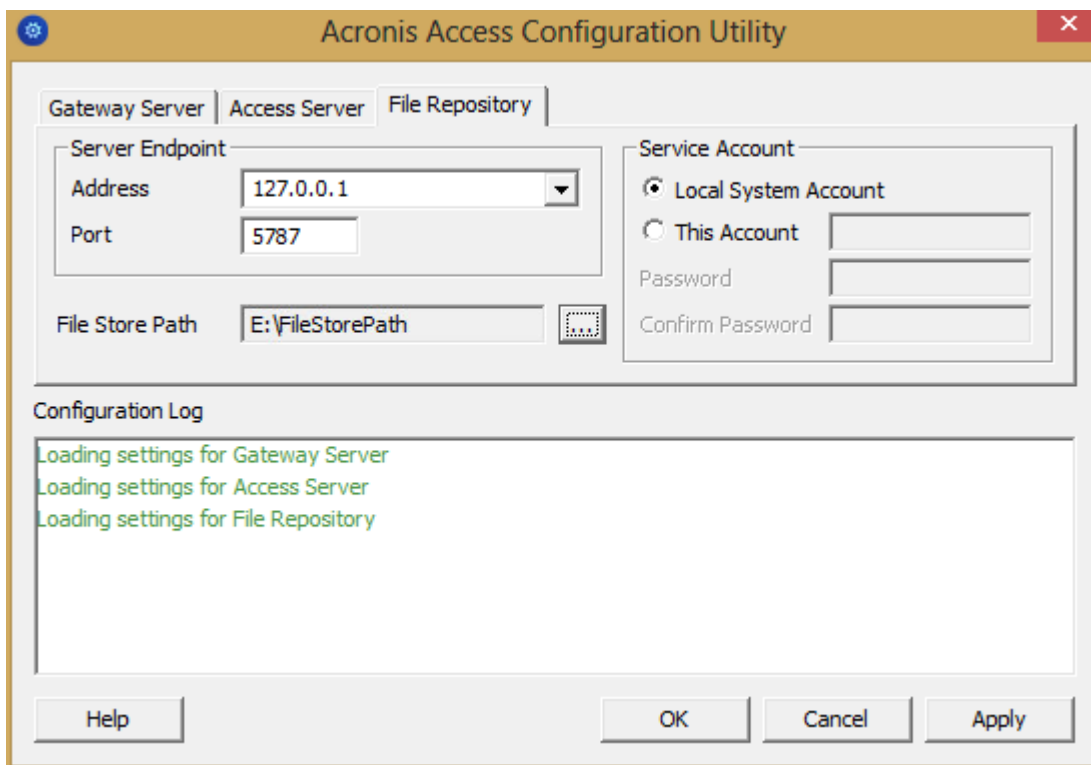 Acronis Access Configuration Utility
Gateway Server Access Server File Repository
Server Endpoint
Address 127.0.0.1
Port 5787
File Store Path E:\FileStorePath ...
Service Account
Local System Account
This Account
Password
Confirm Password
Configuration Log
Loading settings for Gateway Server
Loading settings for Access Server
Loading settings for File Repository
Help OK Cancel Apply